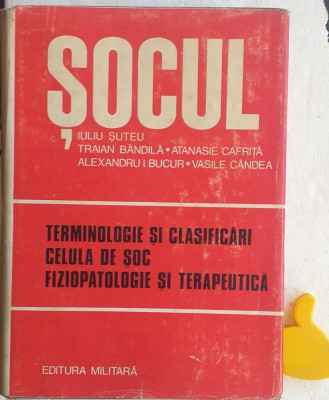 ȘOCUL
IULIU ȘUTEU
TRAIAN BÂNDILĂ • ATANASIE CAFRIȚĂ
ALEXANDRU I. BUCUR • VASILE CÂNDEA
TERMINOLOGIE ȘI CLASIFICĂRI
CELULA DE ȘOC
FIZIOPATOLOGIE ȘI TERAPEUTICĂ
EDITURA MILITARĂ